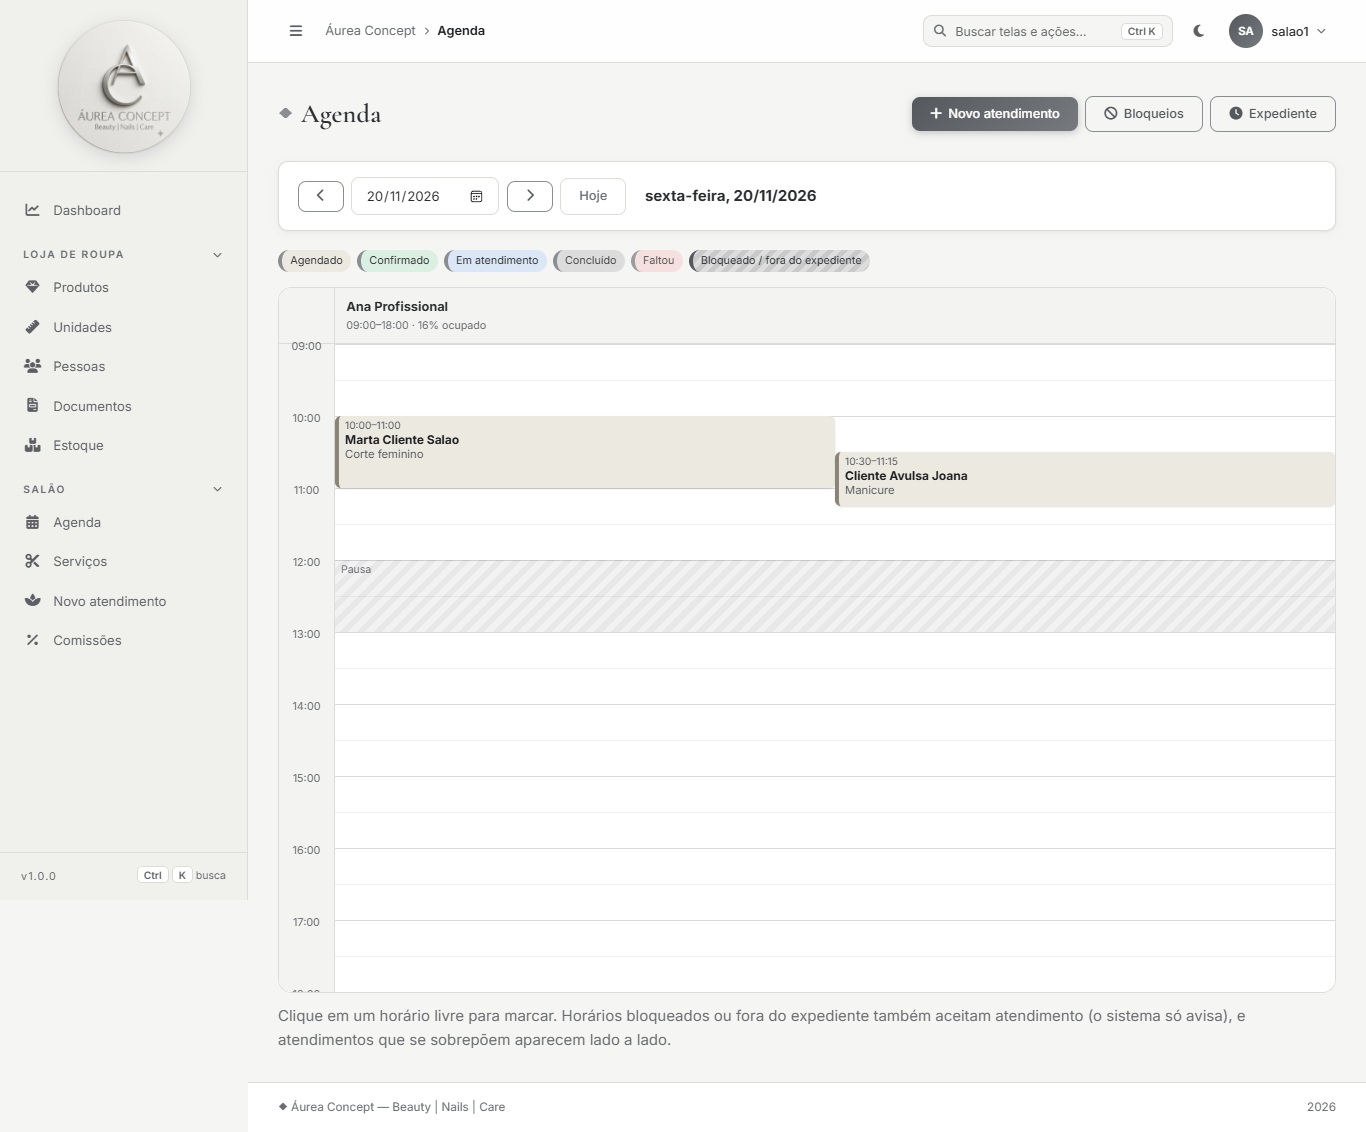 ÁUREA CONCEPT
Beauty | Nails | Care
Áurea Concept › Agenda
Buscar telas e ações... Ctrl K
SA salao1
Dashboard
LOJA DE ROUPA
Produtos
Unidades
Pessoas
Documentos
Estoque
SALÃO
Agenda
Serviços
Novo atendimento
Comissões
v1.0.0
Ctrl K busca
Agenda
Novo atendimento
Bloqueios
Expediente
20/11/2026
Hoje
sexta-feira, 20/11/2026
Agendado
Confirmado
Em atendimento
Concluído
Faltou
Bloqueado / fora do expediente
Ana Profissional
09:00–18:00 · 16% ocupado
09:00
10:00
10:00–11:00
Marta Cliente Salao
Corte feminino
10:30–11:15
Cliente Avulsa Joana
Manicure
11:00
12:00
Pausa
13:00
14:00
15:00
16:00
17:00
Clique em um horário livre para marcar. Horários bloqueados ou fora do expediente também aceitam atendimento (o sistema só avisa), e
atendimentos que se sobrepõem aparecem lado a lado.
Áurea Concept — Beauty | Nails | Care
2026